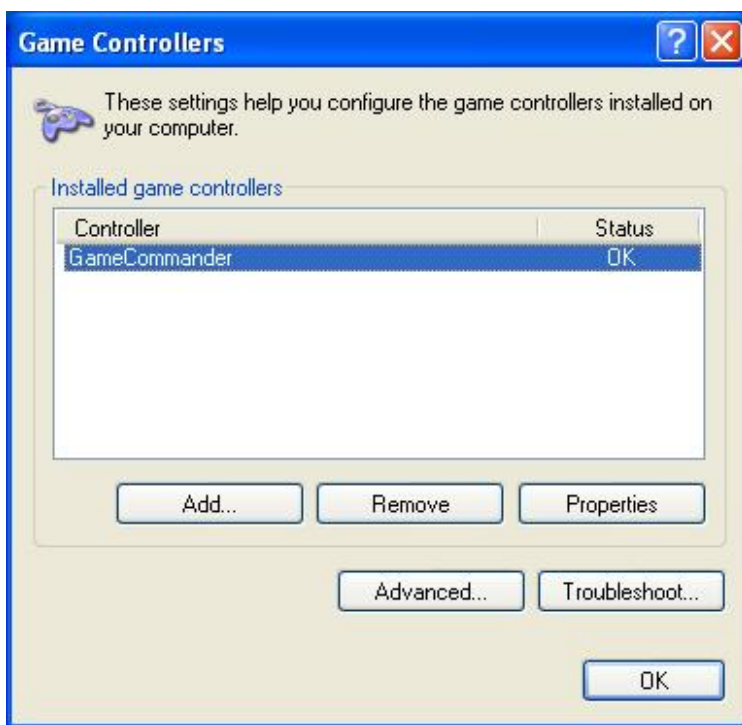 Game Controllers
These settings help you configure the game controllers installed on
your computer.
Installed game controllers
Controller Status
GameCommander OK
Add... Remove Properties
Advanced... Troubleshoot...
OK